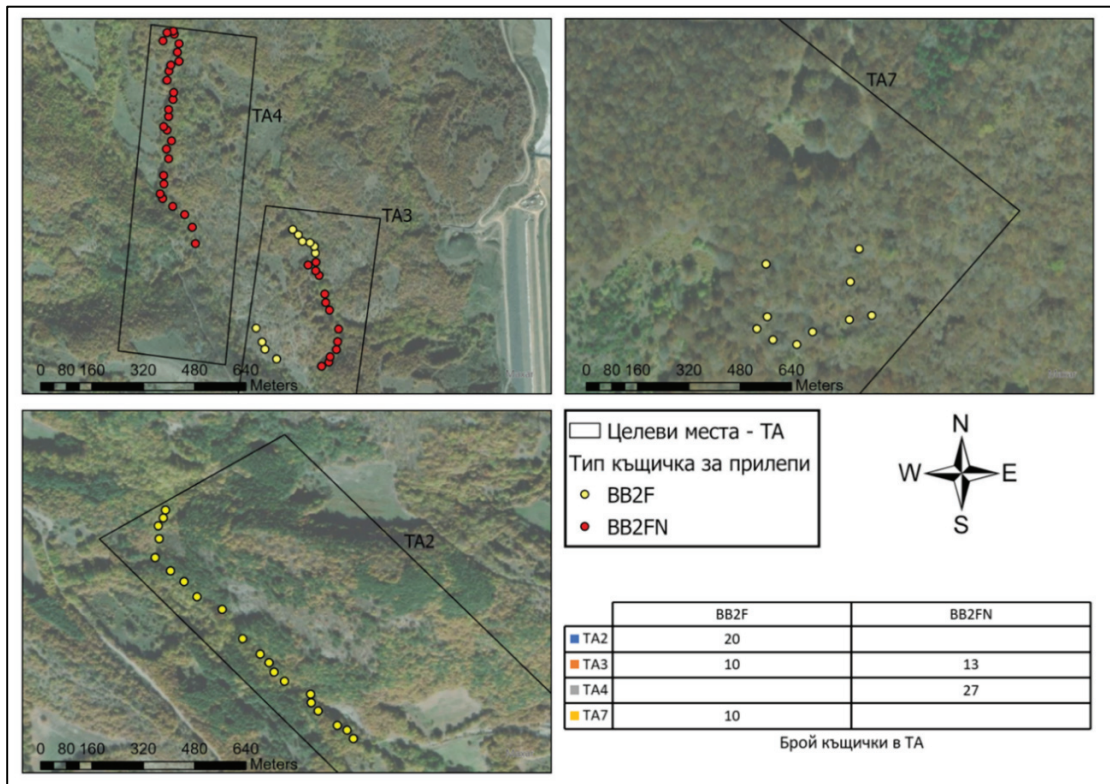 TA4
TA3
0 80 160 320 480 640
Meters
TA7
0 80 160 320 480 640
Meters
TA2
0 80 160 320 480 640
Meters
Целеви места - ТА
Тип къщичка за прилепи
BB2F
BB2FN
N
W E
S
BB2F BB2FN
TA2 20
TA3 10 13
TA4 27
TA7 10
Брой къщички в ТА